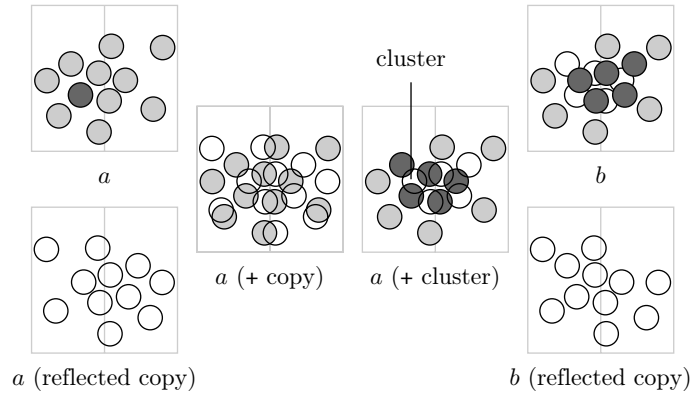 cluster
a
b
a (+ copy)
a (+ cluster)
a (reflected copy)
b (reflected copy)